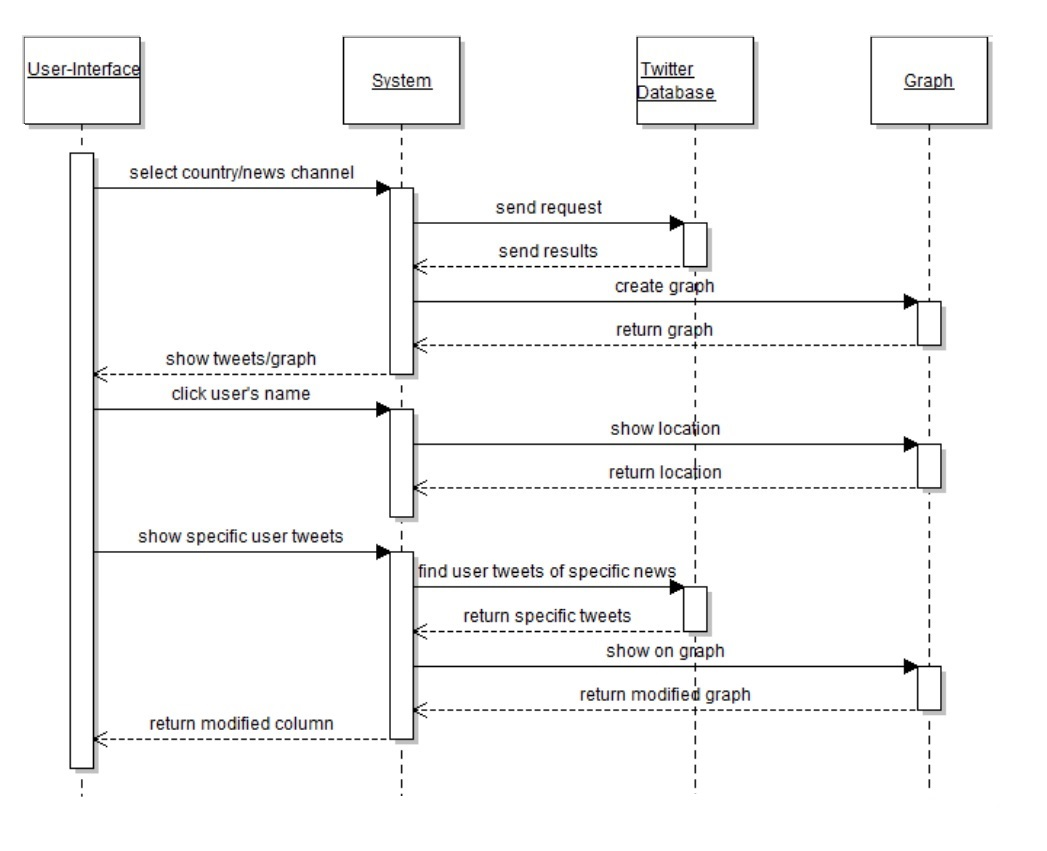 User-Interface
System
Twitter
Database
Graph
select country/news channel
send request
send results
create graph
return graph
show tweets/graph
click user's name
show location
return location
show specific user tweets
find user tweets of specific news
return specific tweets
show on graph
return modified graph
return modified column